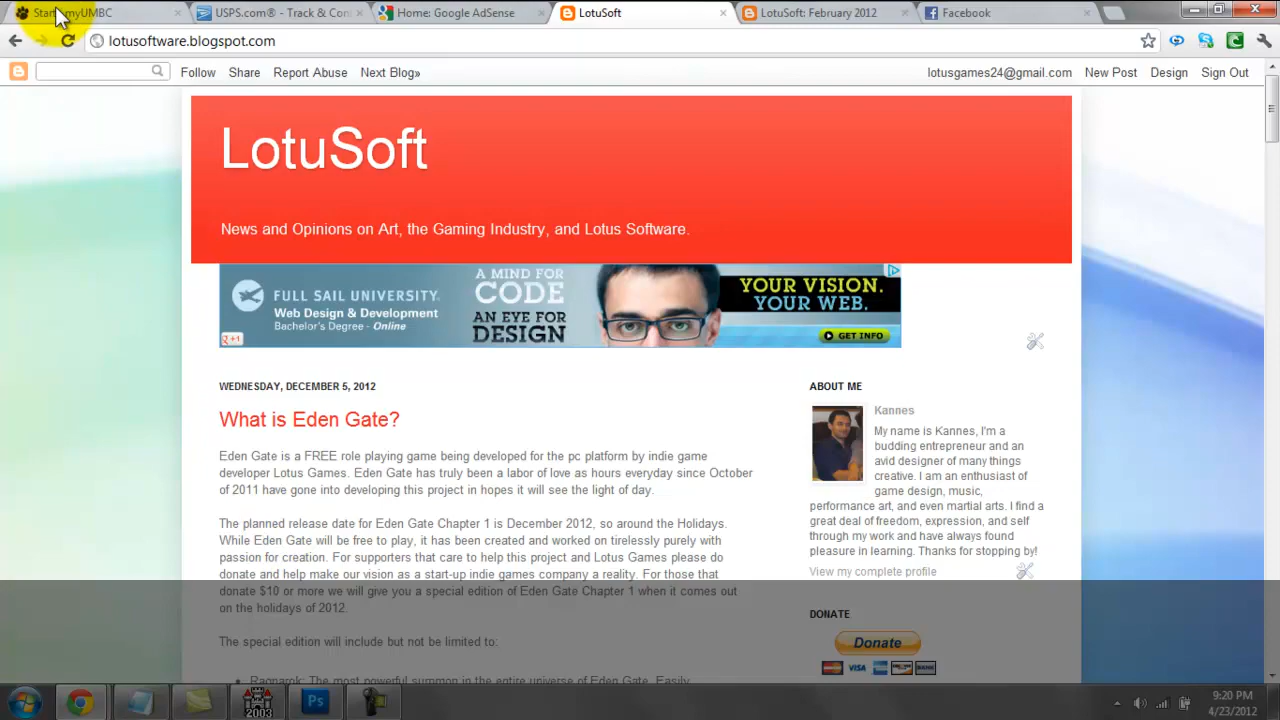 Start myUMBC
USPS.com® - Track & Con
Home: Google AdSense
LotuSoft
LotuSoft: February 2012
Facebook
lotusoftware.blogspot.com
Follow Share Report Abuse Next Blog»
lotusgames24@gmail.com New Post Design Sign Out
LotuSoft
News and Opinions on Art, the Gaming Industry, and Lotus Software.
FULL SAIL UNIVERSITY.
Web Design & Development
Bachelor's Degree - Online
A MIND FOR
CODE
AN EYE FOR
DESIGN
YOUR VISION.
YOUR WEB.
GET INFO
+1
WEDNESDAY, DECEMBER 5, 2012
What is Eden Gate?
Eden Gate is a FREE role playing game being developed for the pc platform by indie game
developer Lotus Games. Eden Gate has truly been a labor of love as hours everyday since October
of 2011 have gone into developing this project in hopes it will see the light of day.
The planned release date for Eden Gate Chapter 1 is December 2012, so around the Holidays.
While Eden Gate will be free to play, it has been created and worked on tirelessly purely with
passion for creation. For supporters that care to help this project and Lotus Games please do
donate and help make our vision as a start-up indie games company a reality. For those that
donate $10 or more we will give you a special edition of Eden Gate Chapter 1 when it comes out
on the holidays of 2012.
The special edition will include but not be limited to:
Ragnarok: The most powerful summon in the entire universe of Eden Gate. Easily
ABOUT ME
Kannes
My name is Kannes, I'm a
budding entrepreneur and an
avid designer of many things
creative. I am an enthusiast of
game design, music,
performance art, and even martial arts. I find a
great deal of freedom, expression, and self
through my work and have always found
pleasure in learning. Thanks for stopping by!
View my complete profile
DONATE
Donate
VISA
2003
Ps
9:20 PM
4/23/2012